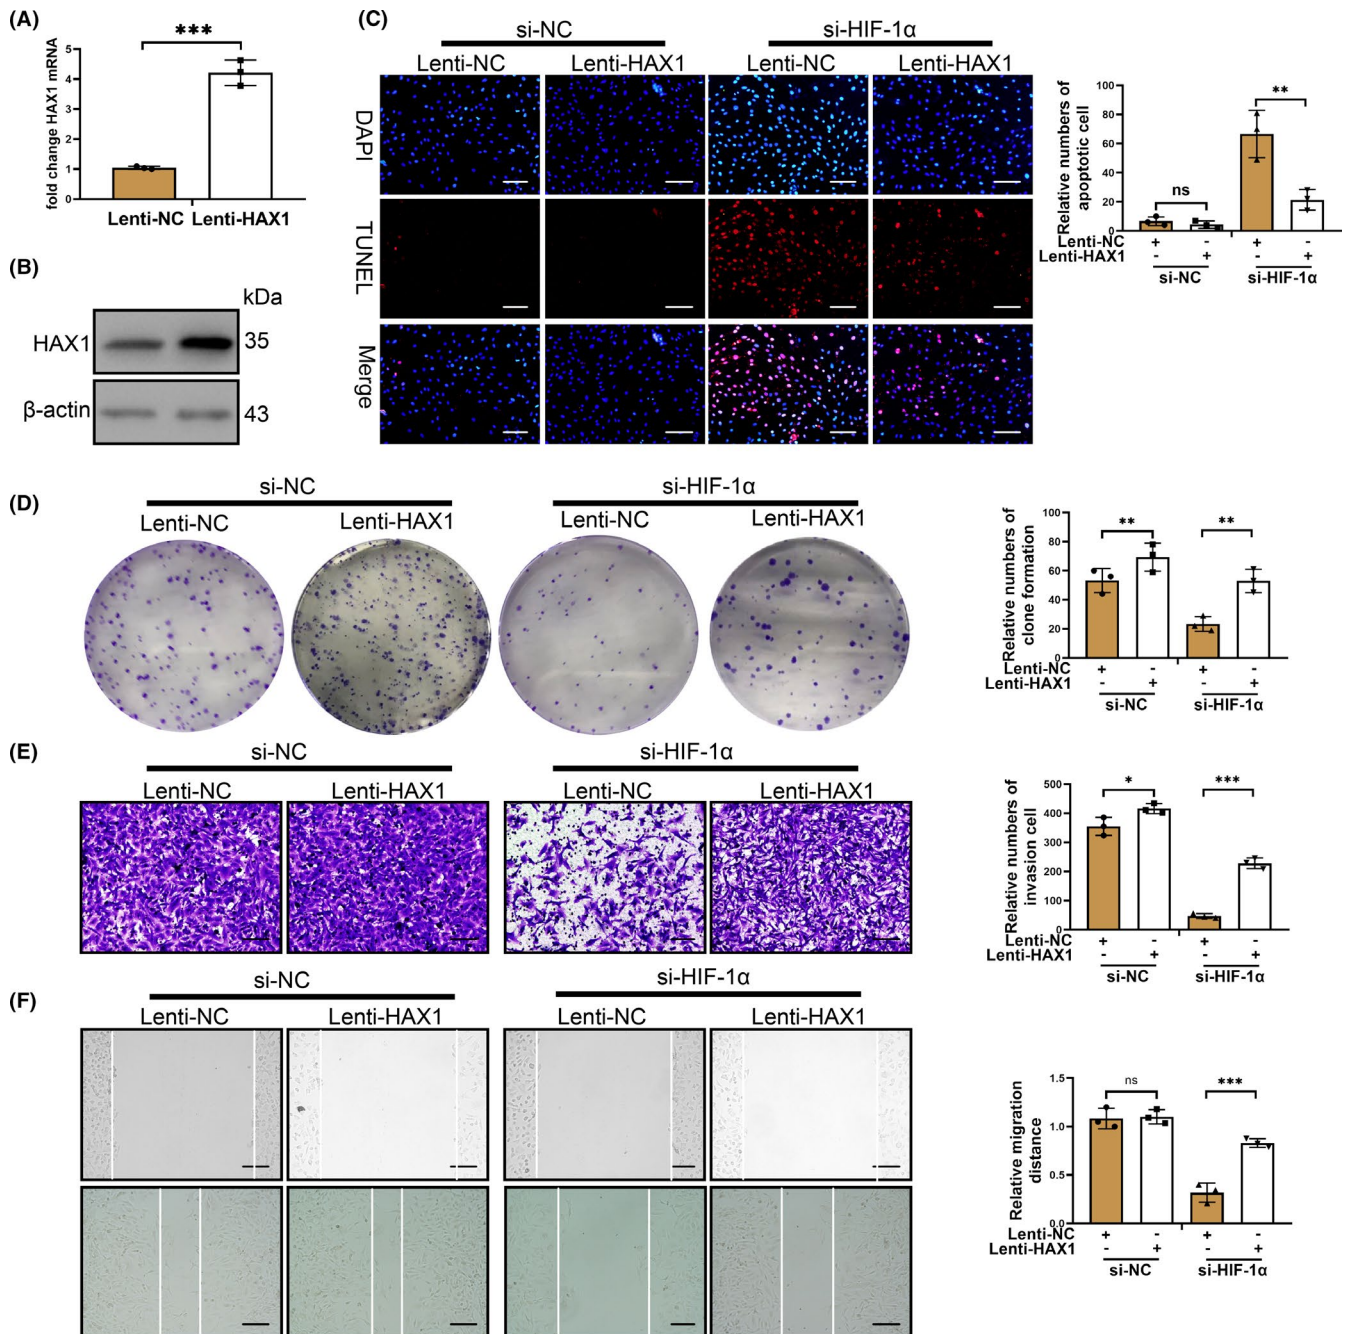 (A)
***
fold change HAX1 mRNA
5
4
3
2
1
0
Lenti-NC Lenti-HAX1
(B)
kDa
HAX1 35
β-actin 43
(C)
si-NC si-HIF-1α
Lenti-NC Lenti-HAX1 Lenti-NC Lenti-HAX1
DAPI
TUNEL
Merge
Relative numbers of
apoptotic cell
100
80
60
40
20
0
ns
**
Lenti-NC + - + -
Lenti-HAX1 - + - +
si-NC si-HIF-1α
(D)
si-NC si-HIF-1α
Lenti-NC Lenti-HAX1 Lenti-NC Lenti-HAX1
Relative numbers of
clone formation
100
80
60
40
20
0
** **
Lenti-NC + - + -
Lenti-HAX1 - + - +
si-NC si-HIF-1α
(E)
si-NC si-HIF-1α
Lenti-NC Lenti-HAX1 Lenti-NC Lenti-HAX1
Relative numbers of
invasion cell
500
400
300
200
100
0
* ***
Lenti-NC + - + -
Lenti-HAX1 - + - +
si-NC si-HIF-1α
(F)
si-NC si-HIF-1α
Lenti-NC Lenti-HAX1 Lenti-NC Lenti-HAX1
Relative migration
distance
1.5
1.0
0.5
0.0
ns ***
Lenti-NC + - + -
Lenti-HAX1 - + - +
si-NC si-HIF-1α